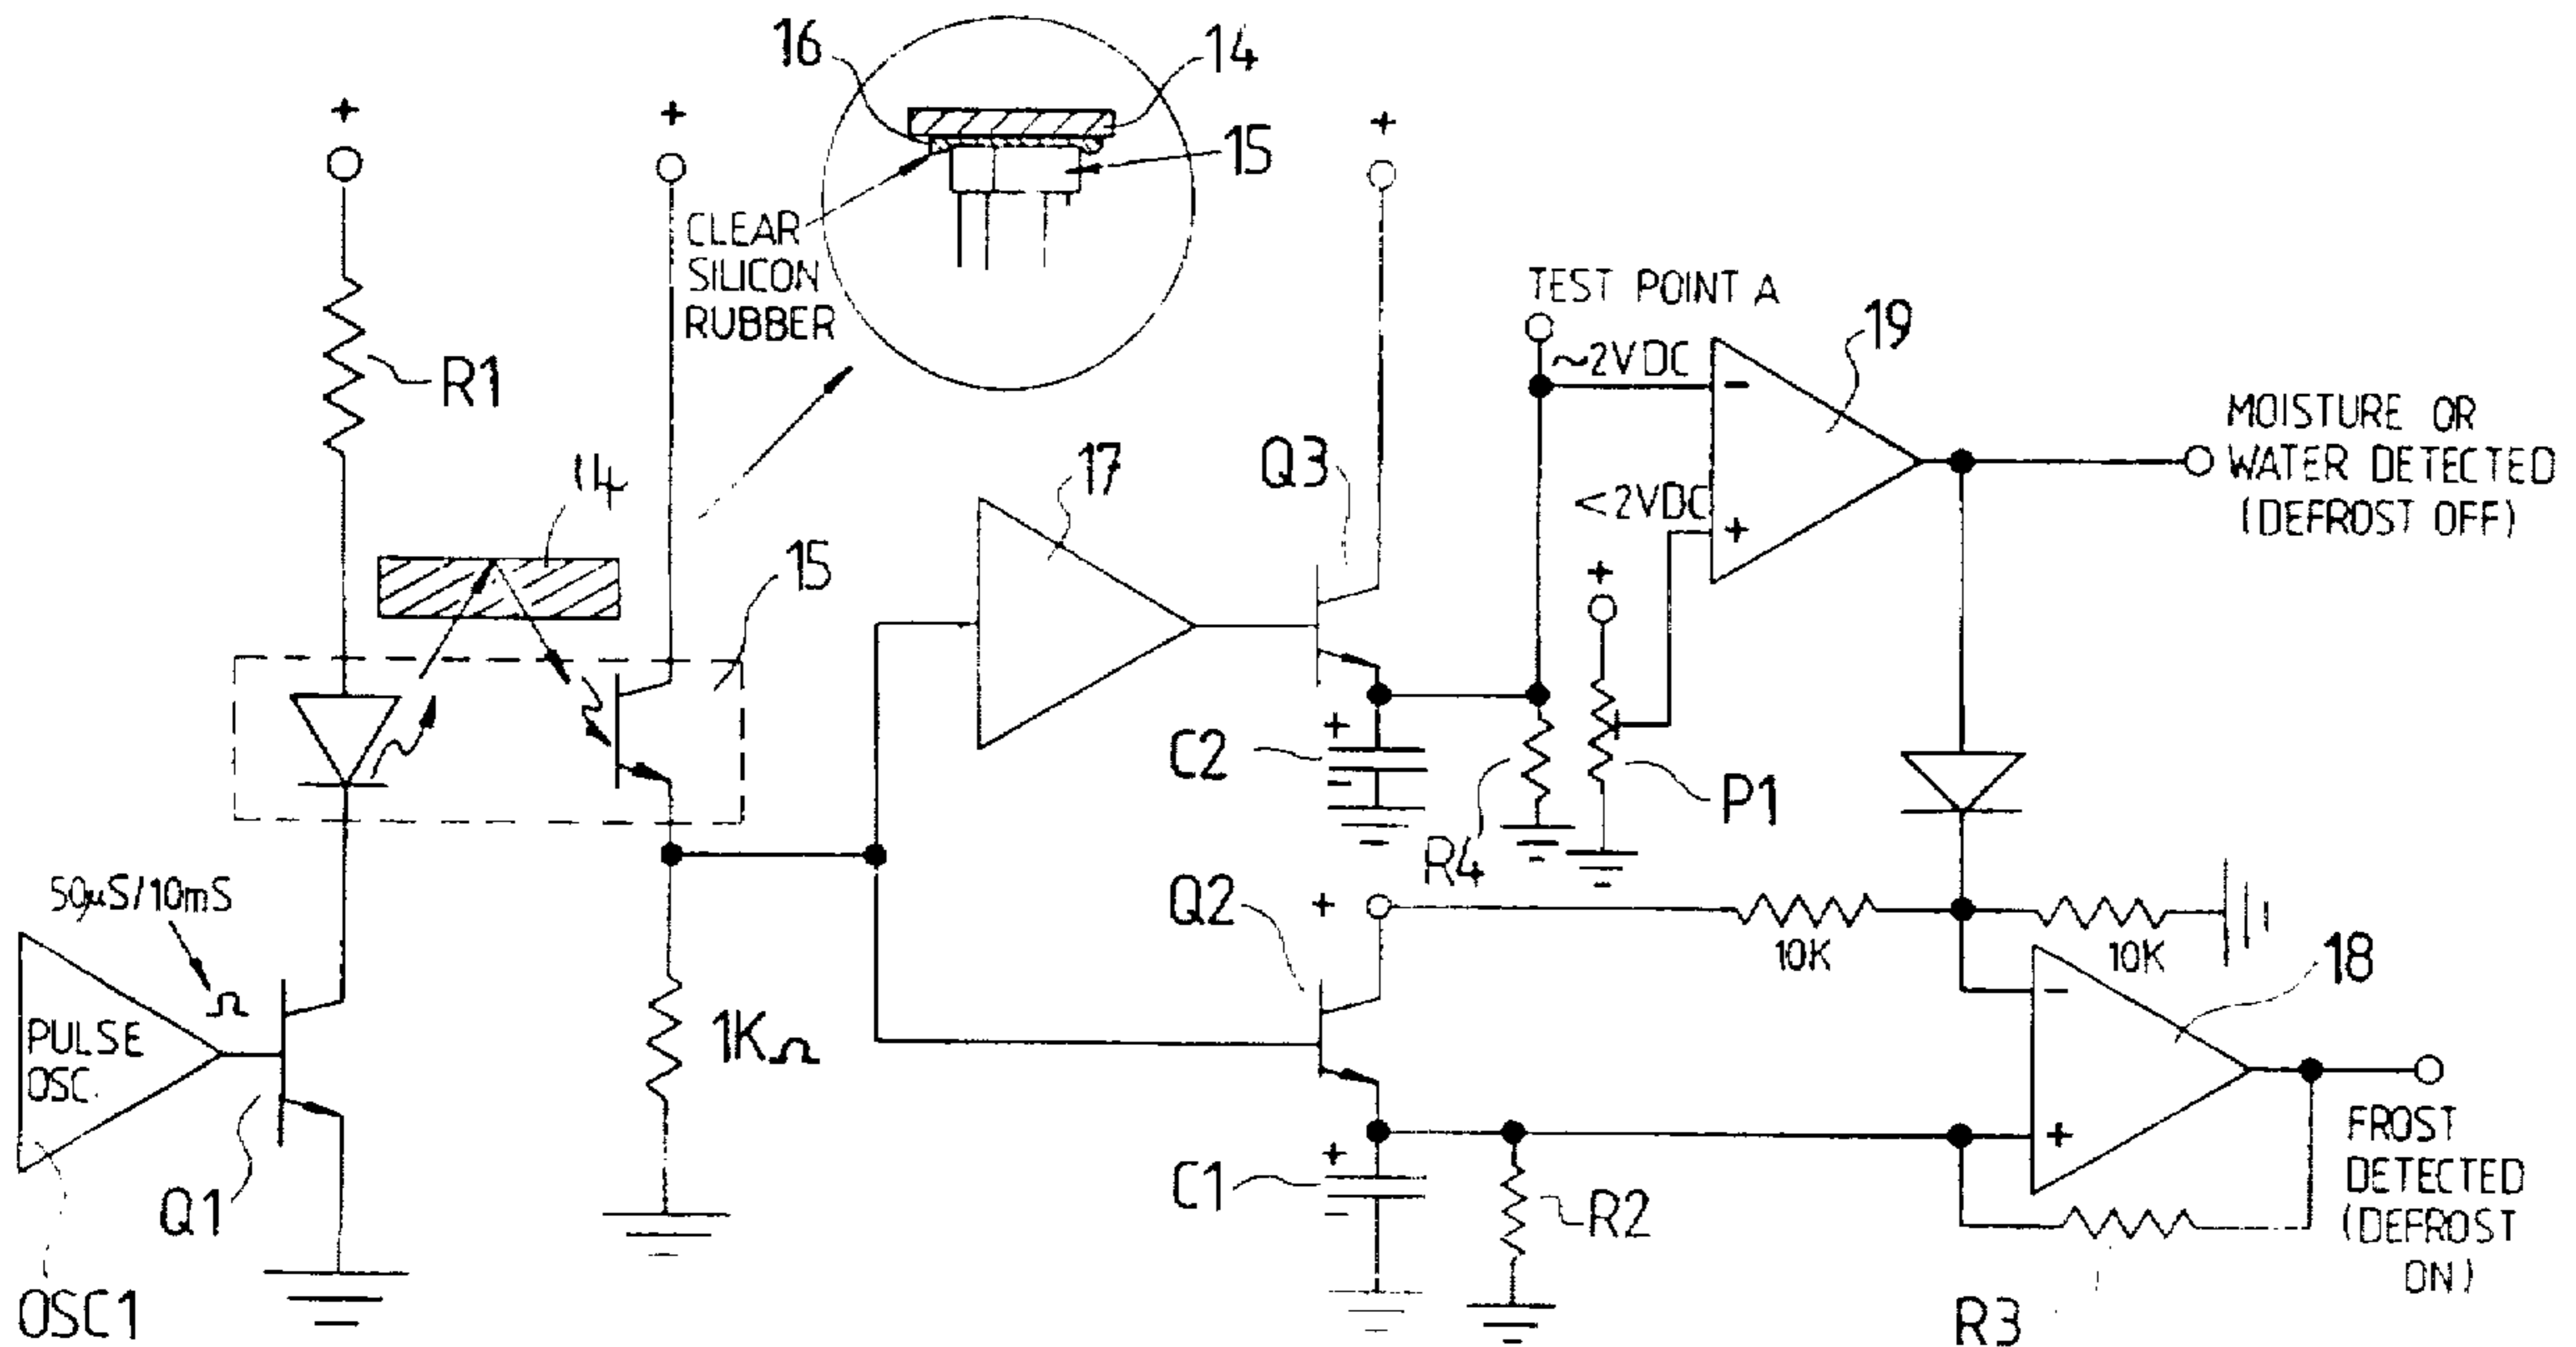 16
14
15
CLEAR
SILICON
RUBBER
+
+
+
R1
14
15
17
Q3
TEST POINT A
~2VDC
-
<2VDC
+
19
MOISTURE OR
WATER DETECTED
(DEFROST OFF)
+
C2
-
R4
+
P1
50µS/10mS
PULSE
OSC.
Q1
OSC1
1KΩ
Q2
+
10K
10K
18
-
+
+
C1
-
R2
R3
FROST
DETECTED
(DEFROST
ON)